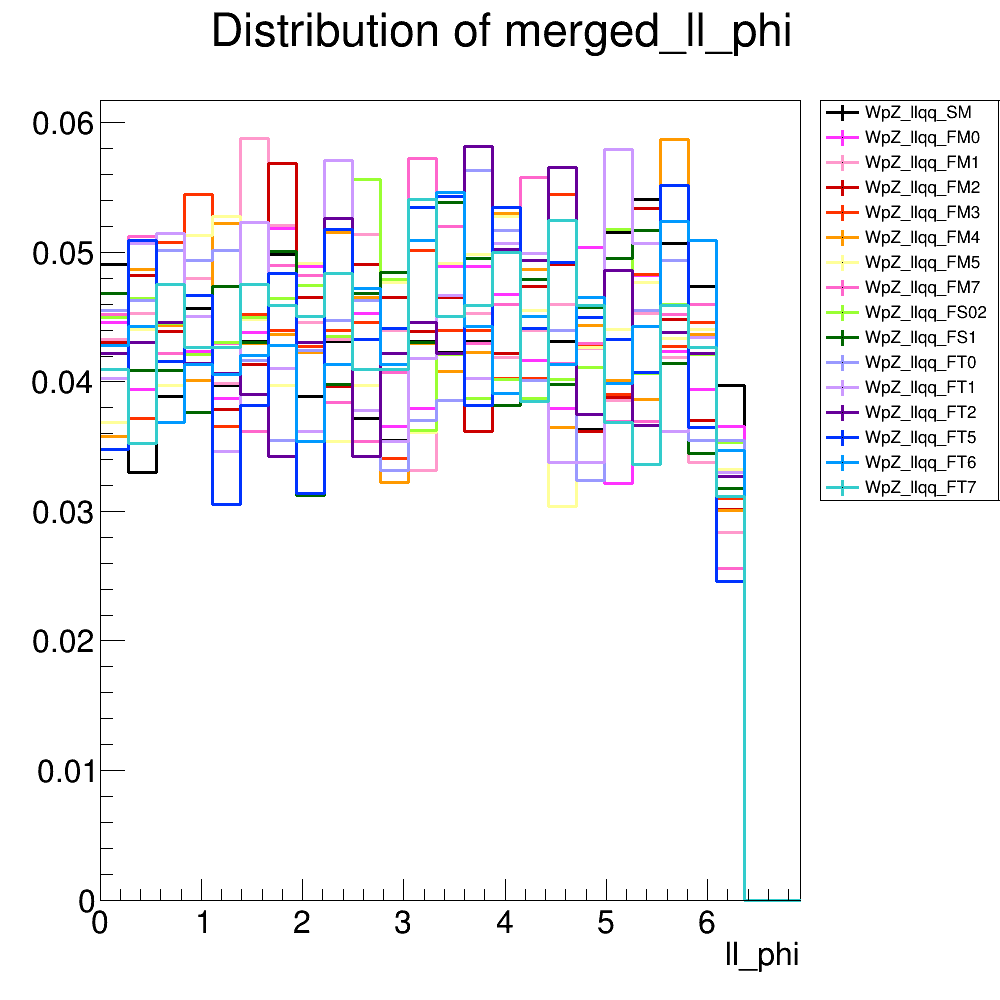 Distribution of merged_ll_phi
0.06
0.05
0.04
0.03
0.02
0.01
0
0 1 2 3 4 5 6
ll_phi
WpZ_llqq_SM
WpZ_llqq_FM0
WpZ_llqq_FM1
WpZ_llqq_FM2
WpZ_llqq_FM3
WpZ_llqq_FM4
WpZ_llqq_FM5
WpZ_llqq_FM7
WpZ_llqq_FS02
WpZ_llqq_FS1
WpZ_llqq_FT0
WpZ_llqq_FT1
WpZ_llqq_FT2
WpZ_llqq_FT5
WpZ_llqq_FT6
WpZ_llqq_FT7